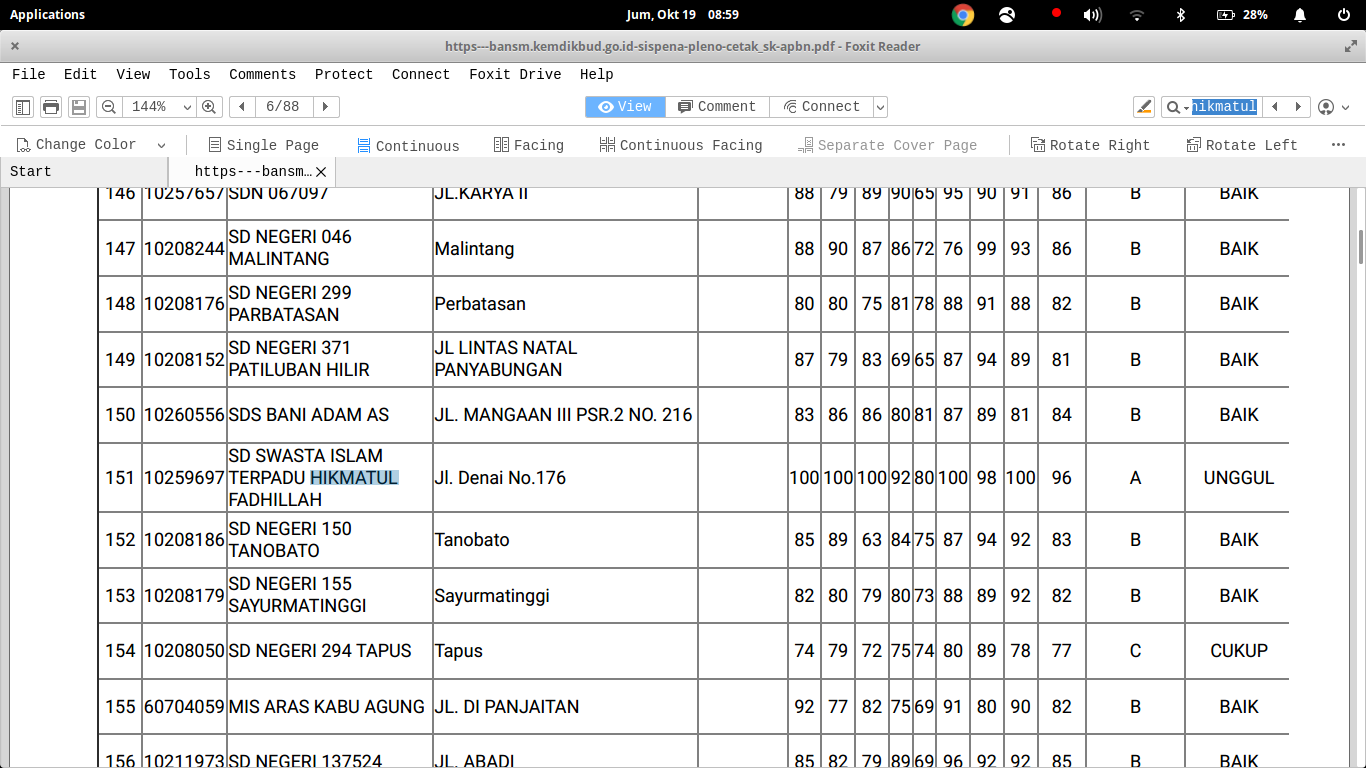 Applications Jum, Okt 19 08:59 28%
https---bansm.kemdikbud.go.id-sispena-pleno-cetak_sk-apbn.pdf - Foxit Reader
File Edit View Tools Comments Protect Connect Foxit Drive Help
144% 6/88 View Comment Connect hikmatul
Change Color Single Page Continuous Facing Continuous Facing Separate Cover Page Rotate Right Rotate Left
Start https---bansm...
146 10257657 SDN 067097 JL.KARYA II 88 79 89 90 65 95 90 91 86 B BAIK
147 10208244 SD NEGERI 046 MALINTANG Malintang 88 90 87 86 72 76 99 93 86 B BAIK
148 10208176 SD NEGERI 299 PARBATASAN Perbatasan 80 80 75 81 78 88 91 88 82 B BAIK
149 10208152 SD NEGERI 371 PATILUBAN HILIR JL LINTAS NATAL PANYABUNGAN 87 79 83 69 65 87 94 89 81 B BAIK
150 10260556 SDS BANI ADAM AS JL. MANGAAN III PSR.2 NO. 216 83 86 86 80 81 87 89 81 84 B BAIK
151 10259697 SD SWASTA ISLAM TERPADU HIKMATUL FADHILLAH Jl. Denai No.176 100 100 100 92 80 100 98 100 96 A UNGGUL
152 10208186 SD NEGERI 150 TANOBATO Tanobato 85 89 63 84 75 87 94 92 83 B BAIK
153 10208179 SD NEGERI 155 SAYURMATINGGI Sayurmatinggi 82 80 79 80 73 88 89 92 82 B BAIK
154 10208050 SD NEGERI 294 TAPUS Tapus 74 79 72 75 74 80 89 78 77 C CUKUP
155 60704059 MIS ARAS KABU AGUNG JL. DI PANJAITAN 92 77 82 75 69 91 80 90 82 B BAIK
156 10211973 SD NEGERI 137524 JL. ABADI 85 82 79 89 69 96 92 92 85 B BAIK